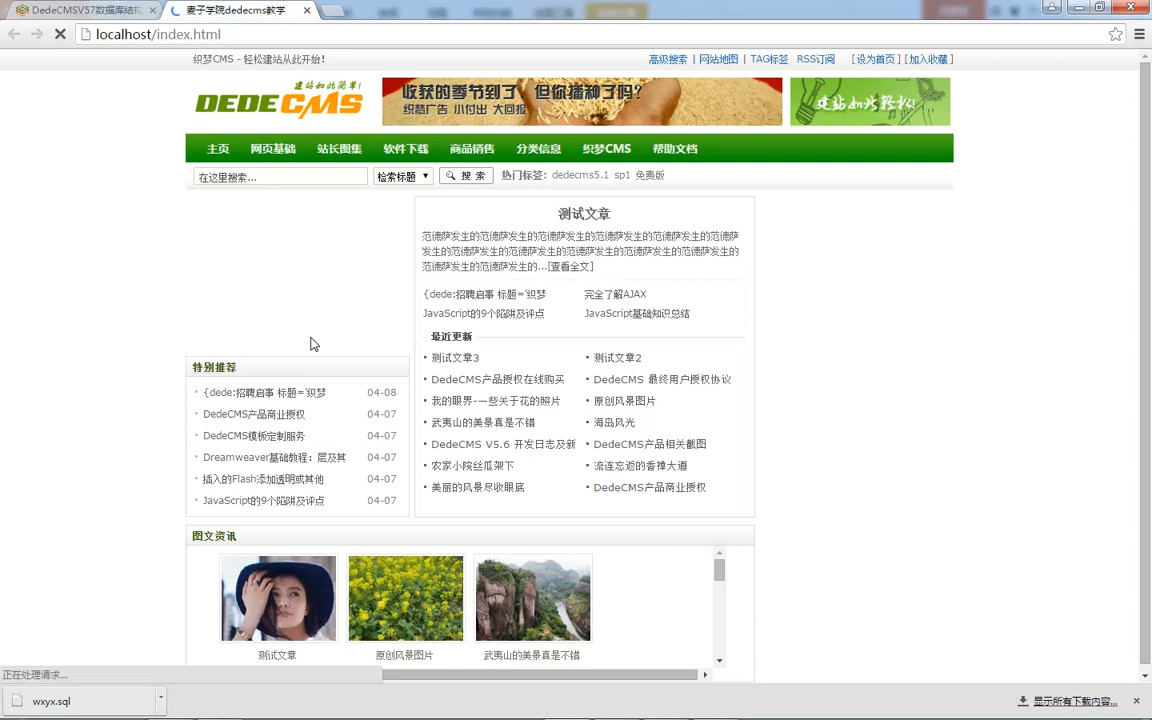 DedeCMSV57数据库结构
麦子学院dedecms教学
localhost/index.html
织梦CMS - 轻松建站从此开始！
高级搜索 | 网站地图 | TAG标签 RSS订阅 [设为首页] [加入收藏]
建站如此简单!
DEDECMS
收获的季节到了 但你播种了吗?
织梦广告 小付出 大回报
建站如此轻松!
主页 网页基础 站长图集 软件下载 商品销售 分类信息 织梦CMS 帮助文档
在这里搜索... 检索标题 搜 索 热门标签: dedecms5.1 sp1 免费版
测试文章
范德萨发生的范德萨发生的范德萨发生的范德萨发生的范德萨发生的范德萨
发生的范德萨发生的范德萨发生的范德萨发生的范德萨发生的范德萨发生的
范德萨发生的范德萨发生的...[查看全文]
{dede:招聘启事 标题='织梦 完全了解AJAX
JavaScript的9个陷阱及评点 JavaScript基础知识总结
最近更新
测试文章3 测试文章2
DedeCMS产品授权在线购买 DedeCMS 最终用户授权协议
我的眼界-一些关于花的照片 原创风景图片
武夷山的美景真是不错 海岛风光
DedeCMS V5.6 开发日志及新 DedeCMS产品相关截图
农家小院丝瓜架下 流连忘返的香樟大道
美丽的风景尽收眼底 DedeCMS产品商业授权
特别推荐
{dede:招聘启事 标题='织梦 04-08
DedeCMS产品商业授权 04-07
DedeCMS模板定制服务 04-07
Dreamweaver基础教程：层及其 04-07
插入的Flash添加透明或其他 04-07
JavaScript的9个陷阱及评点 04-07
图文资讯
测试文章 原创风景图片 武夷山的美景真是不错
正在处理请求...
wxyx.sql
显示所有下载内容...